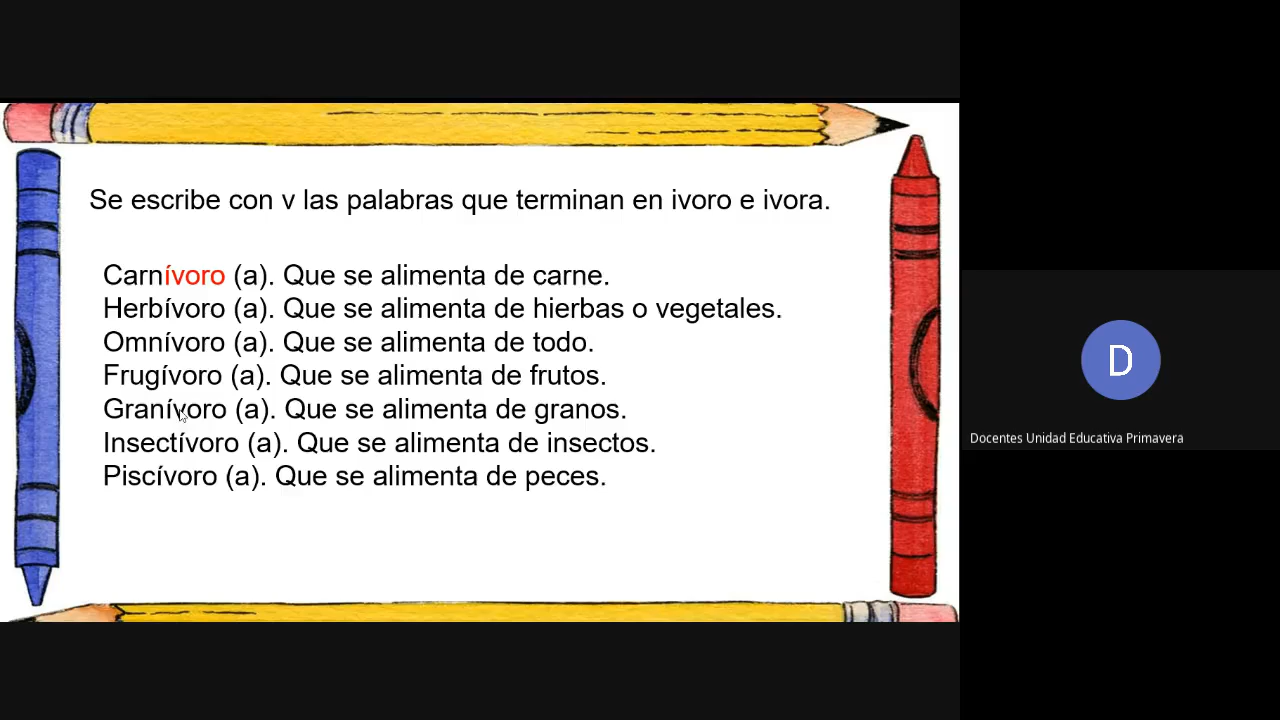 Se escribe con v las palabras que terminan en ivoro e ivora.
Carnívoro (a). Que se alimenta de carne.
Herbívoro (a). Que se alimenta de hierbas o vegetales.
Omnívoro (a). Que se alimenta de todo.
Frugívoro (a). Que se alimenta de frutos.
Granívoro (a). Que se alimenta de granos.
Insectívoro (a). Que se alimenta de insectos.
Piscívoro (a). Que se alimenta de peces.
D
Docentes Unidad Educativa Primavera